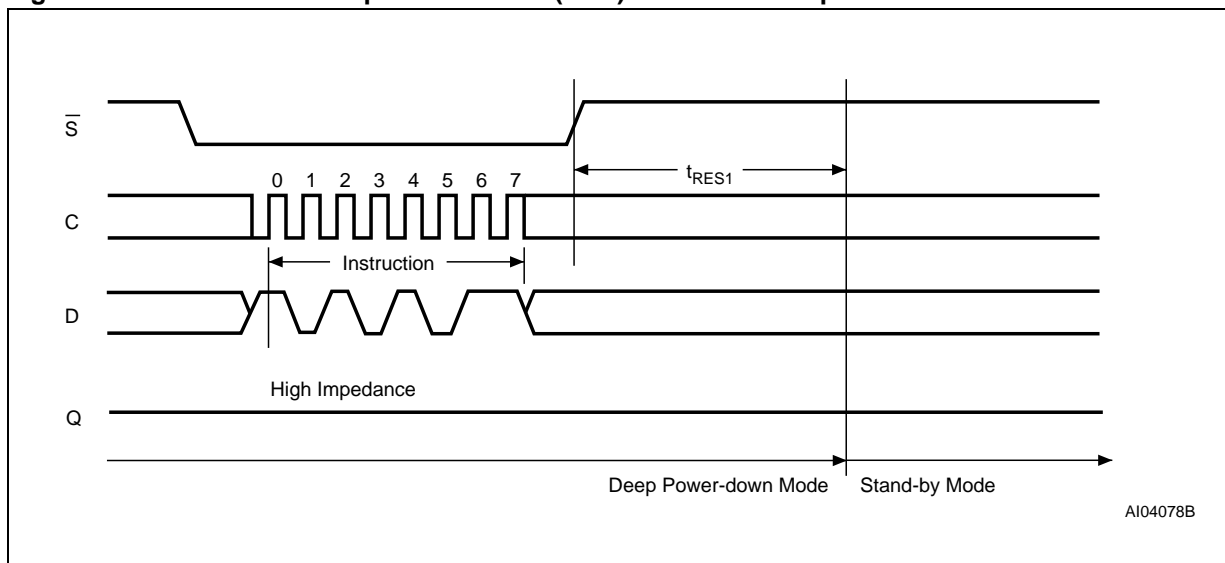 S
t_RES1
0 1 2 3 4 5 6 7
C
Instruction
D
High Impedance
Q
Deep Power-down Mode Stand-by Mode
AI04078B